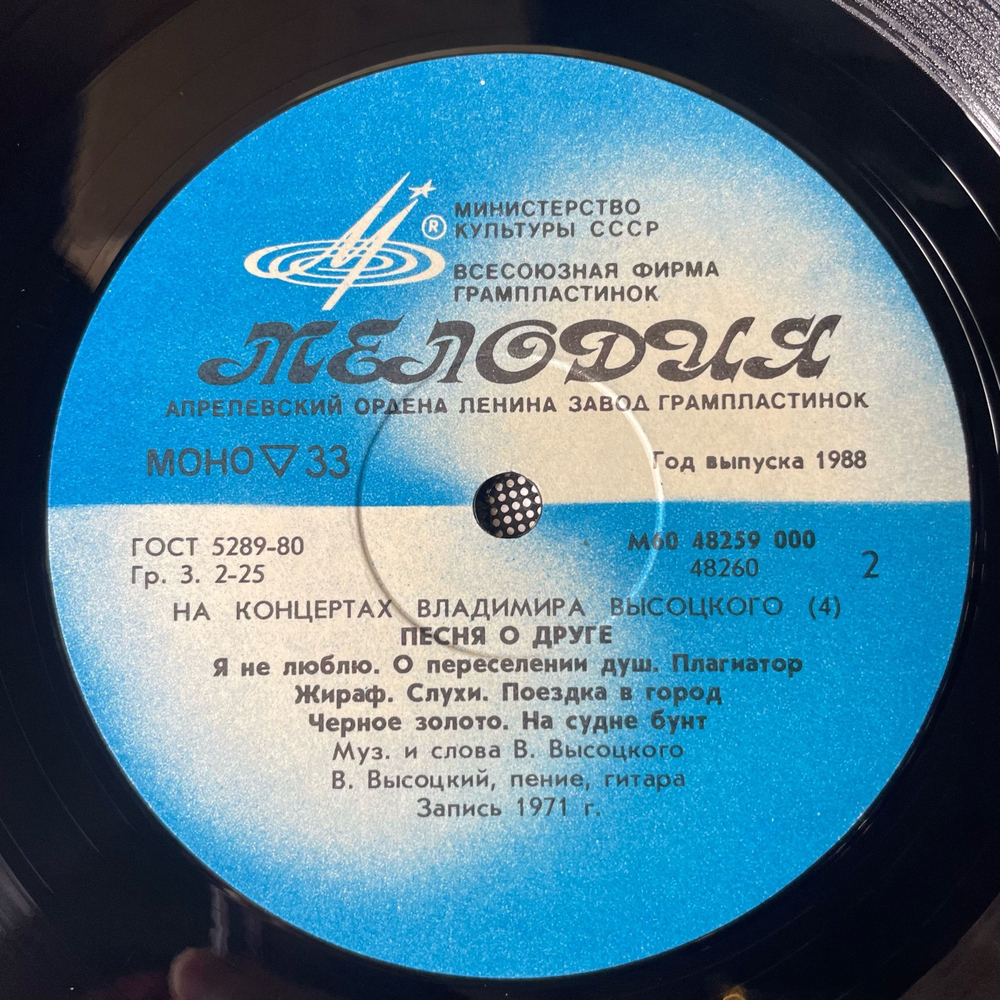 ®
МИНИСТЕРСТВО
КУЛЬТУРЫ СССР
ВСЕСОЮЗНАЯ ФИРМА
ГРАМПЛАСТИНОК
МЕЛОДИЯ
АПРЕЛЕВСКИЙ ОРДЕНА ЛЕНИНА ЗАВОД ГРАМПЛАСТИНОК
МОНО ▽ 33
Год выпуска 1988
ГОСТ 5289-80
Гр. 3. 2-25
М60 48259 000
48260
2
НА КОНЦЕРТАХ ВЛАДИМИРА ВЫСОЦКОГО (4)
ПЕСНЯ О ДРУГЕ
Я не люблю. О переселении душ. Плагиатор
Жираф. Слухи. Поездка в город
Черное золото. На судне бунт
Муз. и слова В. Высоцкого
В. Высоцкий, пение, гитара
Запись 1971 г.